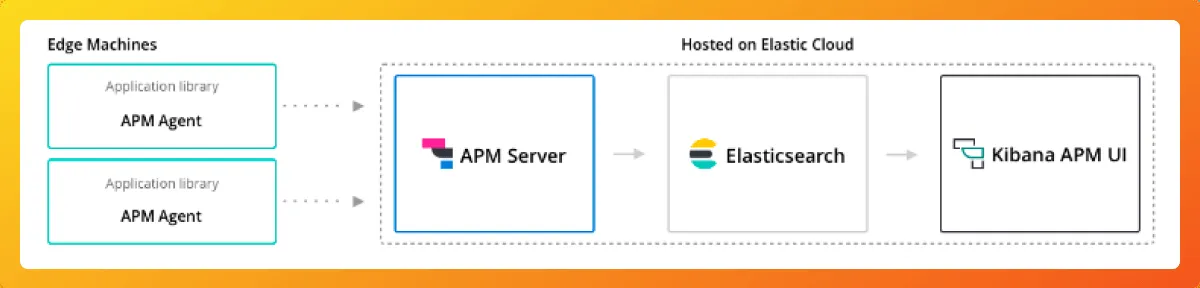 Edge Machines
Application library
APM Agent
Application library
APM Agent
Hosted on Elastic Cloud
APM Server
Elasticsearch
Kibana APM UI